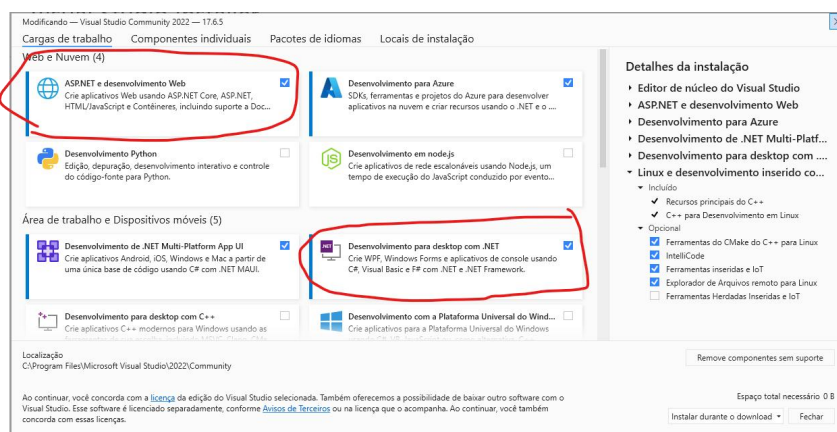 Modificando — Visual Studio Community 2022 — 17.6.5
Cargas de trabalho Componentes individuais Pacotes de idiomas Locais de instalação
Web e Nuvem (4)
ASP.NET e desenvolvimento Web
Crie aplicativos Web usando ASP.NET Core, ASP.NET,
HTML/JavaScript e Contêineres, incluindo suporte a Doc...
Desenvolvimento para Azure
SDKs, ferramentas e projetos do Azure para desenvolver
aplicativos na nuvem e criar recursos usando o .NET e o ....
Desenvolvimento Python
Edição, depuração, desenvolvimento interativo e controle
do código-fonte para Python.
Desenvolvimento em node.js
Crie aplicativos de rede escalonáveis usando Node.js, um
tempo de execução do JavaScript conduzido por evento...
Área de trabalho e Dispositivos móveis (5)
Desenvolvimento de .NET Multi-Platform App UI
Crie aplicativos Android, iOS, Windows e Mac a partir de
uma única base de código usando C# com .NET MAUI.
.NET
Desenvolvimento para desktop com .NET
Crie WPF, Windows Forms e aplicativos de console usando
C#, Visual Basic e F# com .NET e .NET Framework.
Desenvolvimento para desktop com C++
Crie aplicativos C++ modernos para Windows usando as
Desenvolvimento com a Plataforma Universal do Wind...
Crie aplicativos para a Plataforma Universal do Windows
Detalhes da instalação
Editor de núcleo do Visual Studio
ASP.NET e desenvolvimento Web
Desenvolvimento para Azure
Desenvolvimento de .NET Multi-Platf...
Desenvolvimento para desktop com ....
Linux e desenvolvimento inserido co...
Incluído
Recursos principais do C++
C++ para Desenvolvimento em Linux
Opcional
Ferramentas do CMake do C++ para Linux
IntelliCode
Ferramentas inseridas e IoT
Explorador de Arquivos remoto para Linux
Ferramentas Herdadas Inseridas e IoT
Localização
C:\Program Files\Microsoft Visual Studio\2022\Community
Remove componentes sem suporte
Ao continuar, você concorda com a licença da edição do Visual Studio selecionada. Também oferecemos a possibilidade de baixar outro software com o
Visual Studio. Esse software é licenciado separadamente, conforme Avisos de Terceiros ou na licença que o acompanha. Ao continuar, você também
concorda com essas licenças.
Espaço total necessário 0 B
Instalar durante o download Fechar